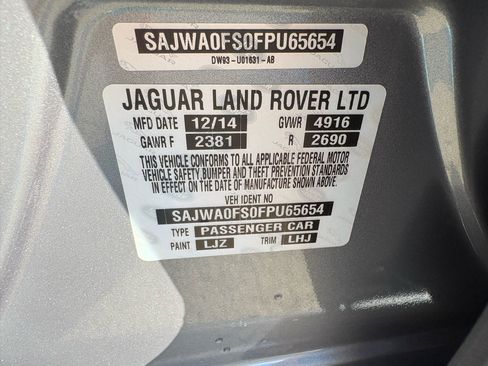 SAJWA0FS0FPU65654
DW93-U01631-AB
JAGUAR LAND ROVER LTD
MFD DATE 12/14 GVWR 4916
GAWR F 2381 R 2690
THIS VEHICLE CONFORMS TO ALL APPLICABLE FEDERAL MOTOR
VEHICLE SAFETY,BUMPER AND THEFT PREVENTION STANDARDS
IN EFFECT ON THE DATE OF MANUFACTURE SHOWN ABOVE.
VEH IDENT NO
SAJWA0FS0FPU65654
TYPE PASSENGER CAR
PAINT LJZ TRIM LHJ